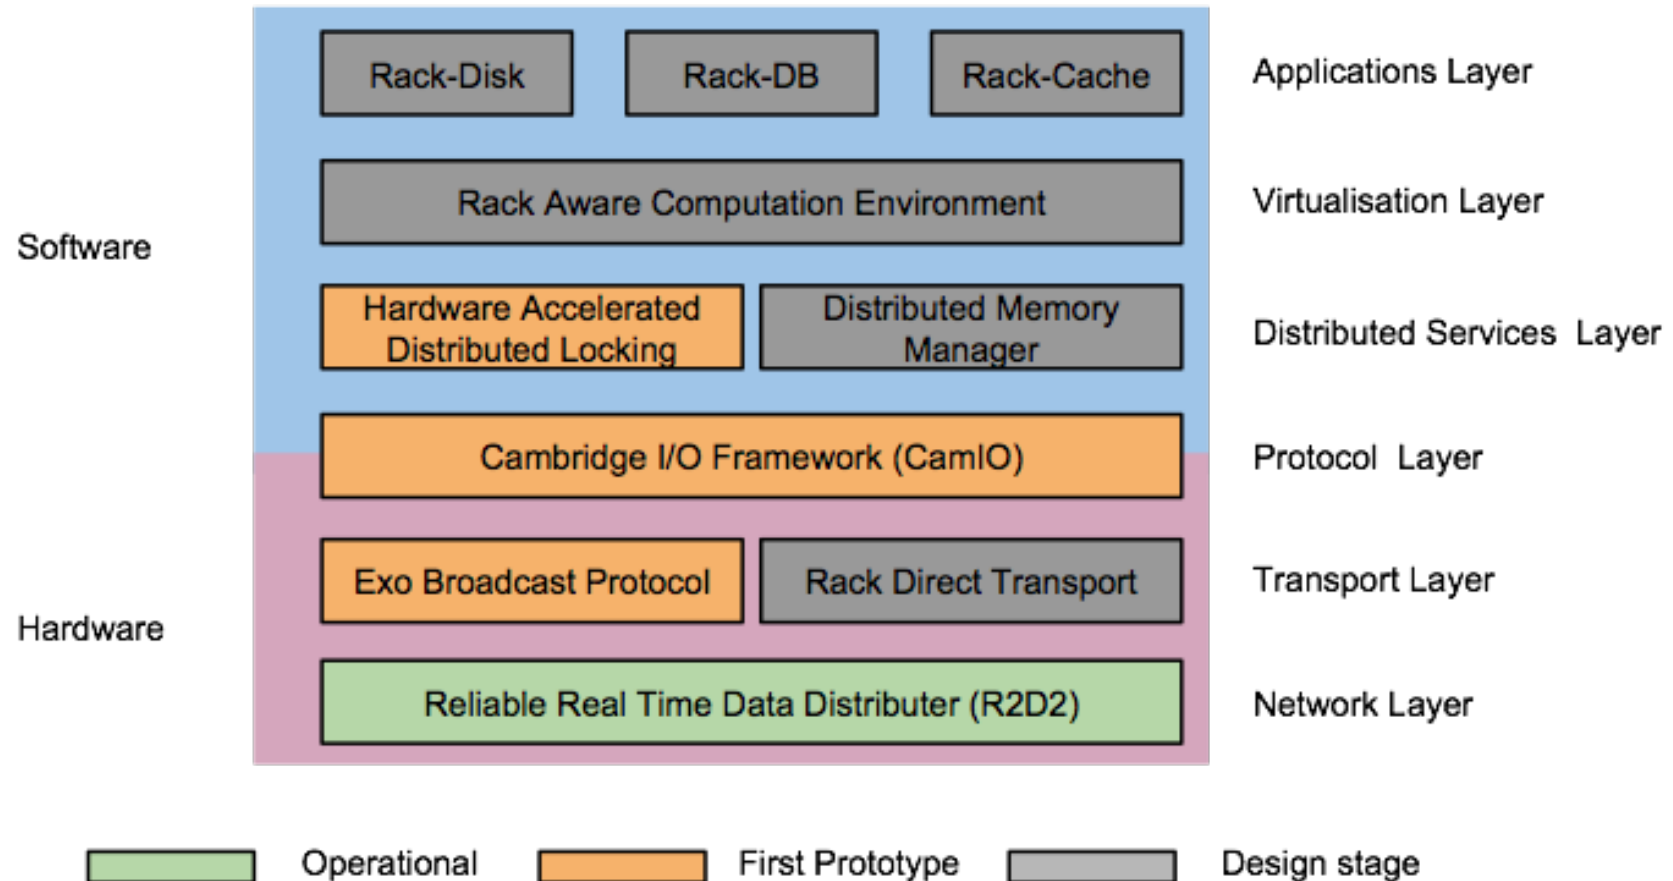 Rack-Disk
Rack-DB
Rack-Cache
Applications Layer
Rack Aware Computation Environment
Virtualisation Layer
Software
Hardware Accelerated
Distributed Locking
Distributed Memory
Manager
Distributed Services Layer
Cambridge I/O Framework (CamIO)
Protocol Layer
Exo Broadcast Protocol
Rack Direct Transport
Transport Layer
Hardware
Reliable Real Time Data Distributer (R2D2)
Network Layer
Operational
First Prototype
Design stage